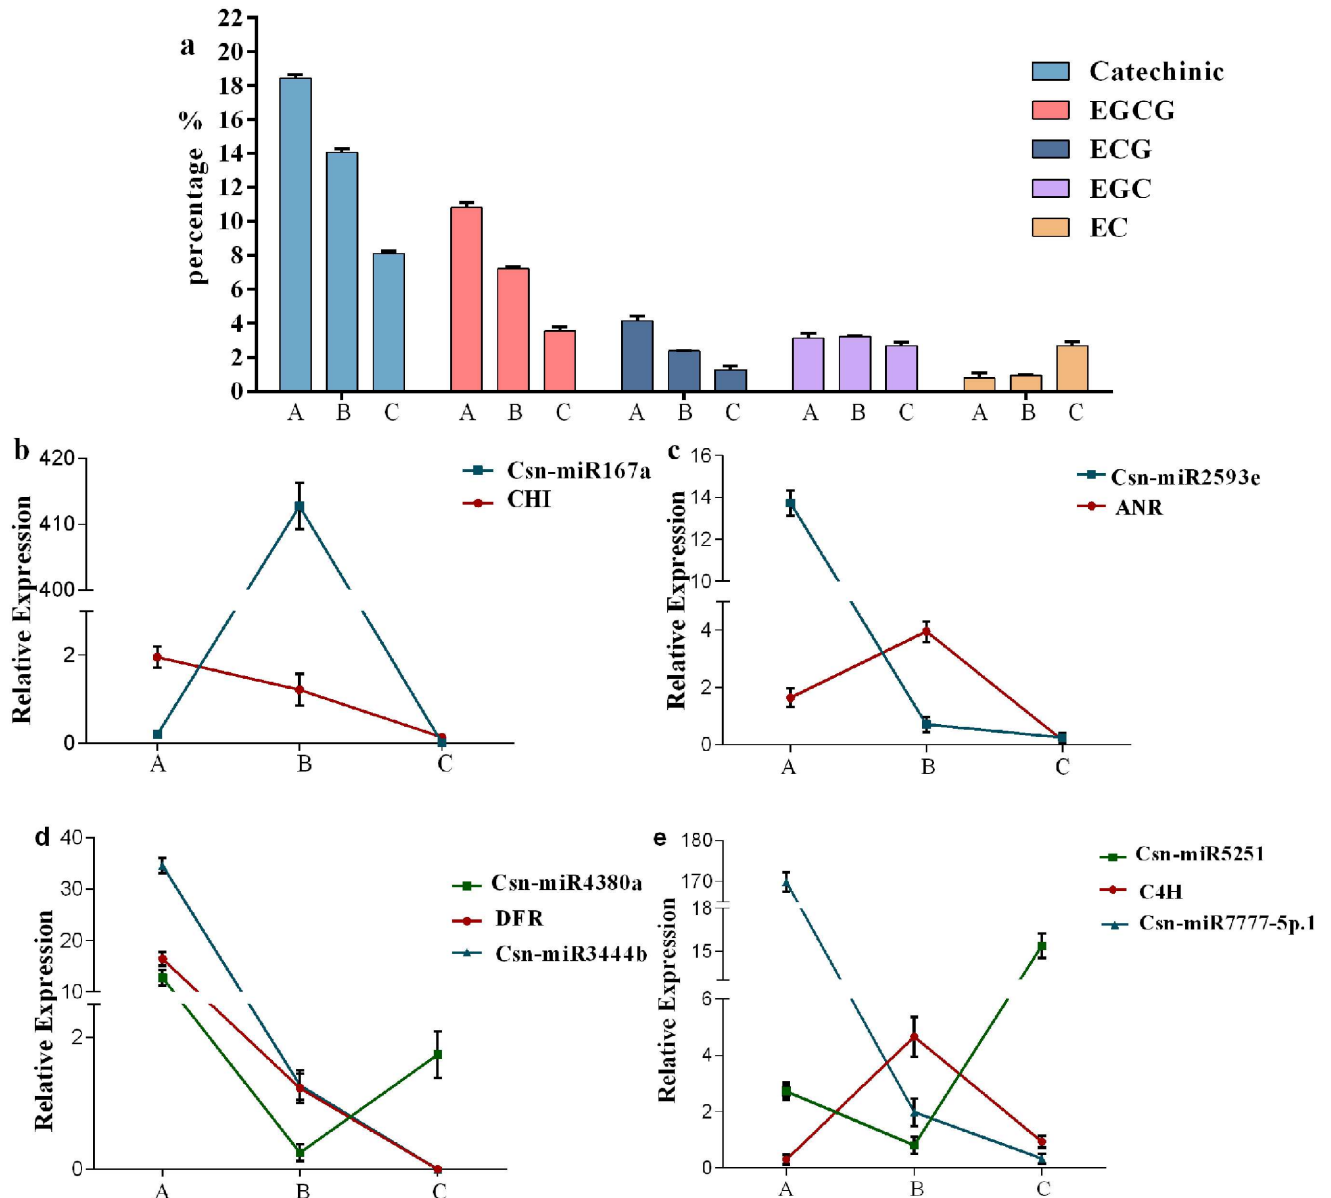 a
percentage %
22
20
18
16
14
12
10
8
6
4
2
0
A B C A B C A B C A B C A B C
Catechinic
EGCG
ECG
EGC
EC
b
Relative Expression
420
410
400
2
0
A B C
Csn-miR167a
CHI
c
Relative Expression
16
14
12
10
4
2
0
A B C
Csn-miR2593e
ANR
d
Relative Expression
40
30
20
10
2
0
A B C
Csn-miR4380a
DFR
Csn-miR3444b
e
Relative Expression
180
170
18
15
6
4
2
0
A B C
Csn-miR5251
C4H
Csn-miR7777-5p.1